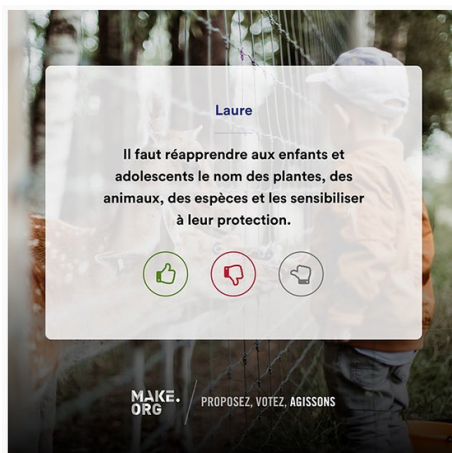 Laure
Il faut réapprendre aux enfants et
adolescents le nom des plantes, des
animaux, des espèces et les sensibiliser
à leur protection.
MAKE.
ORG
PROPOSEZ, VOTEZ, AGISSONS